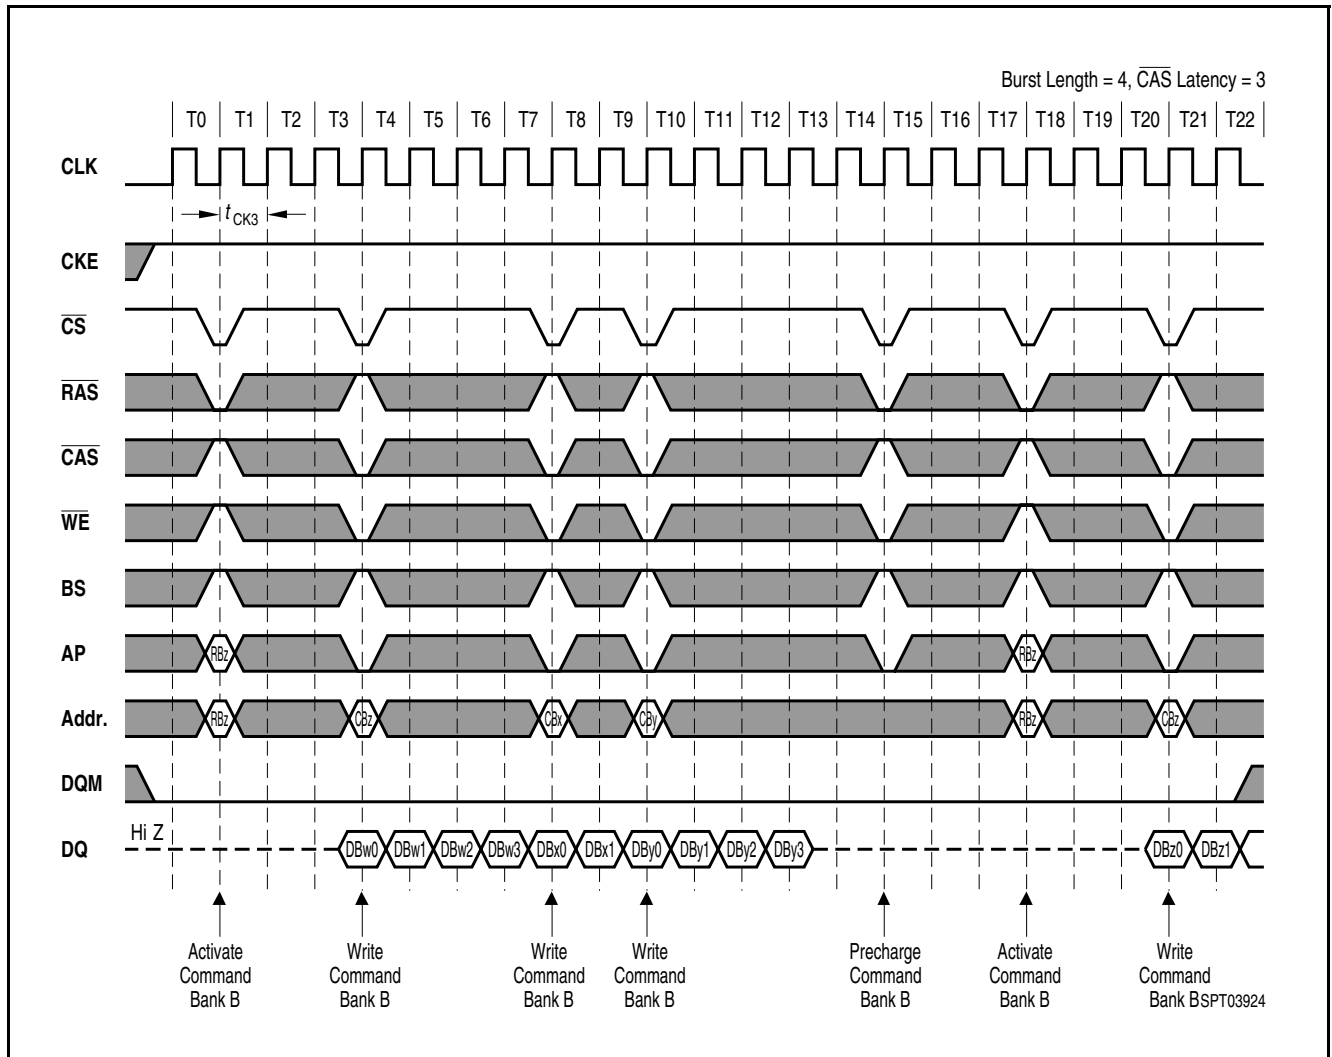 Burst Length = 4, CAS Latency = 3
T0 T1 T2 T3 T4 T5 T6 T7 T8 T9 T10 T11 T12 T13 T14 T15 T16 T17 T18 T19 T20 T21 T22
CLK
t CK3
CKE
CS
RAS
CAS
WE
BS
AP RBz RBz
Addr. RBz CBz CBx CBy RBz CBz
DQM
Hi Z
DQ DBw0 DBw1 DBw2 DBw3 DBx0 DBx1 DBy0 DBy1 DBy2 DBy3 DBz0 DBz1
Activate Command Bank B
Write Command Bank B
Write Command Bank B
Write Command Bank B
Precharge Command Bank B
Activate Command Bank B
Write Command Bank B
SPT03924